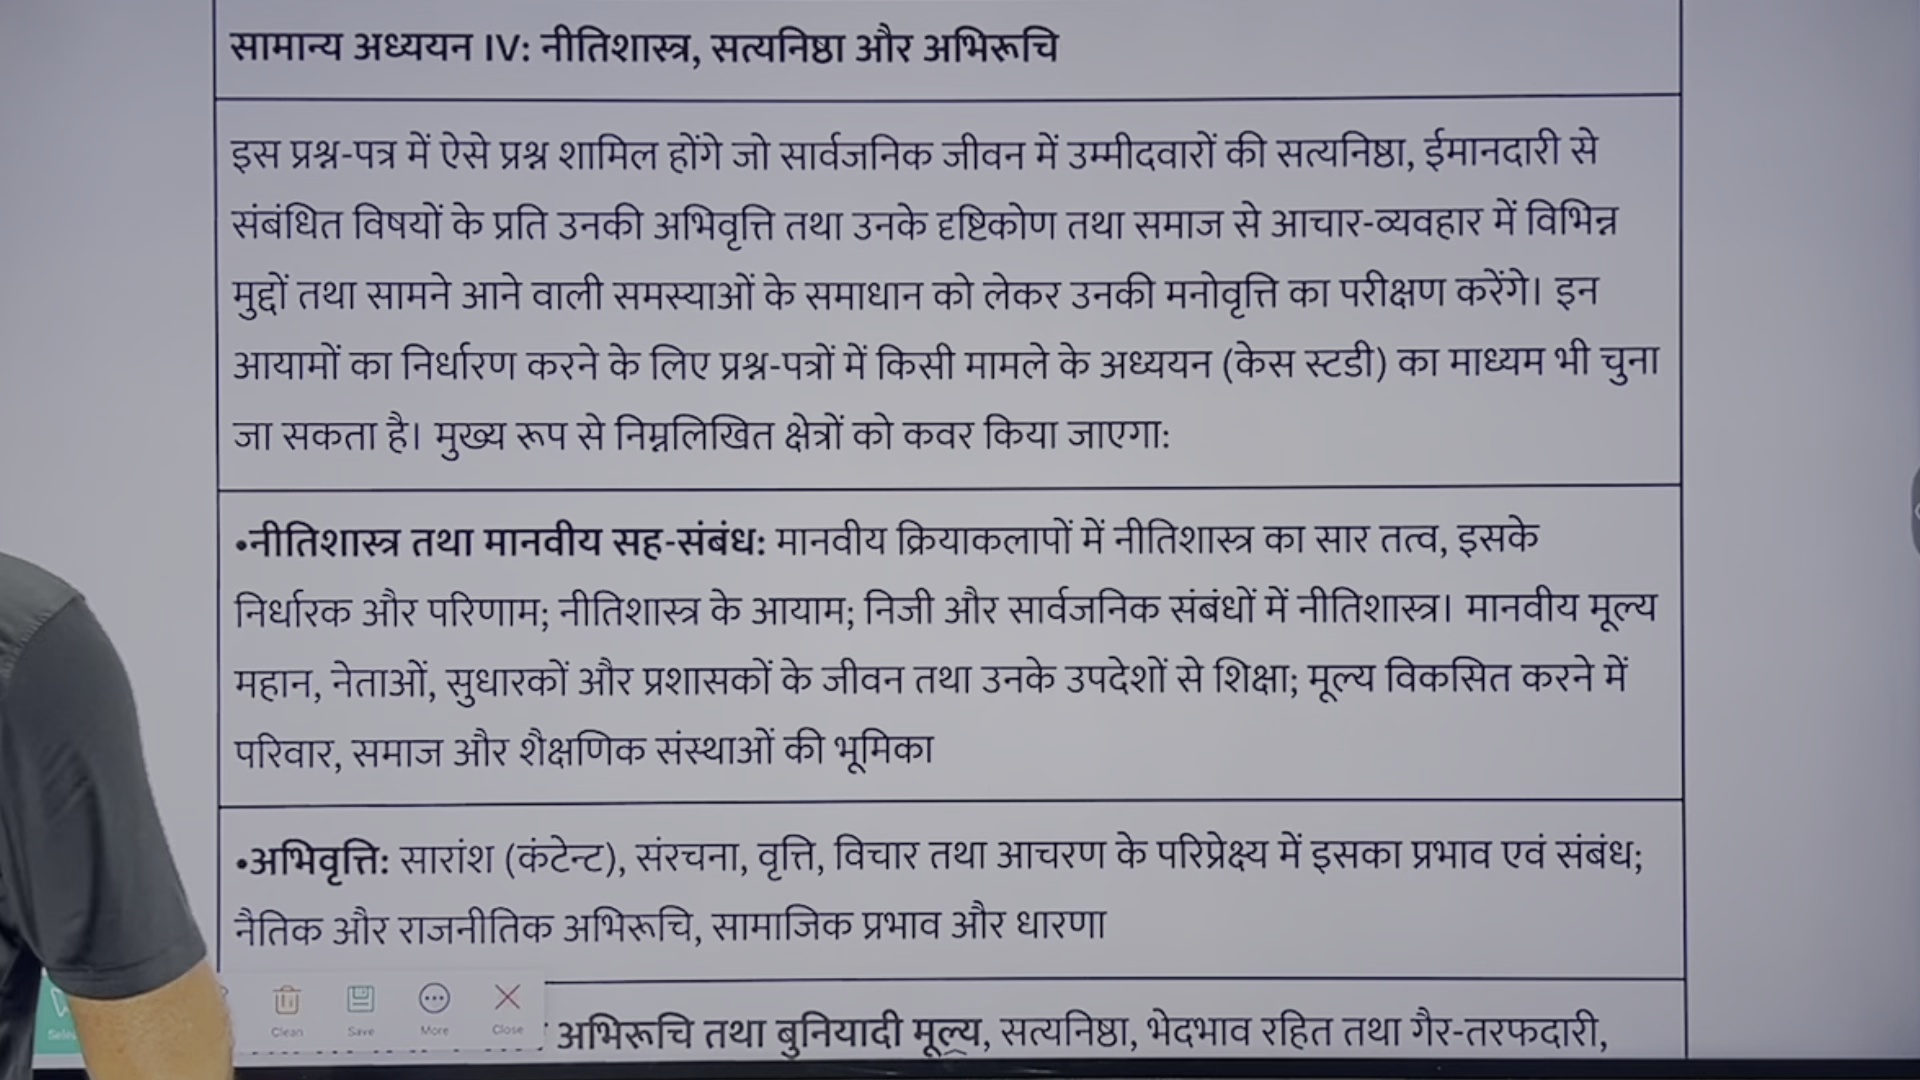 सामान्य अध्ययन IV: नीतिशास्त्र, सत्यनिष्ठा और अभिरूचि
इस प्रश्न-पत्र में ऐसे प्रश्न शामिल होंगे जो सार्वजनिक जीवन में उम्मीदवारों की सत्यनिष्ठा, ईमानदारी से
संबंधित विषयों के प्रति उनकी अभिवृत्ति तथा उनके दृष्टिकोण तथा समाज से आचार-व्यवहार में विभिन्न
मुद्दों तथा सामने आने वाली समस्याओं के समाधान को लेकर उनकी मनोवृत्ति का परीक्षण करेंगे। इन
आयामों का निर्धारण करने के लिए प्रश्न-पत्रों में किसी मामले के अध्ययन (केस स्टडी) का माध्यम भी चुना
जा सकता है। मुख्य रूप से निम्नलिखित क्षेत्रों को कवर किया जाएगा:
•नीतिशास्त्र तथा मानवीय सह-संबंध: मानवीय क्रियाकलापों में नीतिशास्त्र का सार तत्व, इसके
निर्धारक और परिणाम; नीतिशास्त्र के आयाम; निजी और सार्वजनिक संबंधों में नीतिशास्त्र। मानवीय मूल्य
महान, नेताओं, सुधारकों और प्रशासकों के जीवन तथा उनके उपदेशों से शिक्षा; मूल्य विकसित करने में
परिवार, समाज और शैक्षणिक संस्थाओं की भूमिका
•अभिवृत्ति: सारांश (कंटेन्ट), संरचना, वृत्ति, विचार तथा आचरण के परिप्रेक्ष्य में इसका प्रभाव एवं संबंध;
नैतिक और राजनीतिक अभिरूचि, सामाजिक प्रभाव और धारणा
अभिरूचि तथा बुनियादी मूल्य, सत्यनिष्ठा, भेदभाव रहित तथा गैर-तरफदारी,
Clean Save More Close